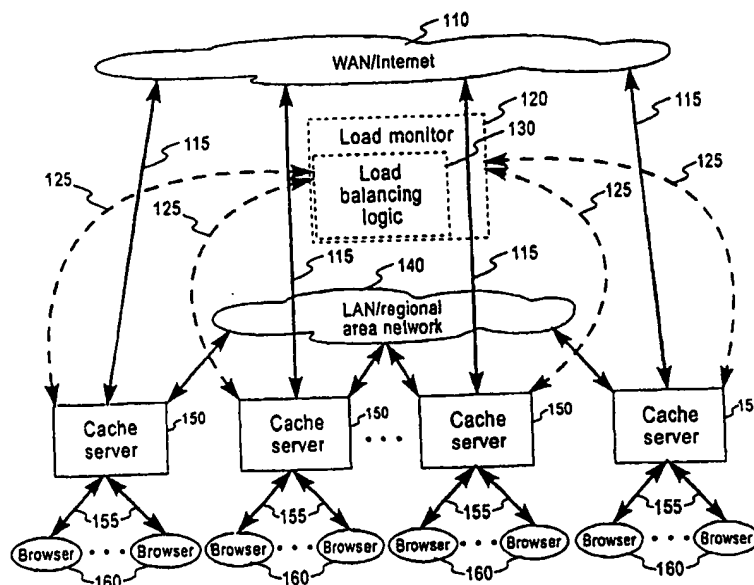 110
WAN/Internet
120
115
115
Load monitor
130
115
125
125
Load
balancing
logic
125
125
115
140
115
LAN/regional
area network
Cache
server
150
Cache
server
150
Cache
server
150
Cache
server
155
155
155
155
Browser
Browser
Browser
Browser
Browser
Browser
Browser
Browser
160
160
160
160